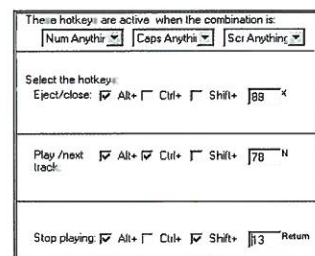 These hotkeys are active when the combination is:
Num Anythir Caps Anythii Scr Anything
Select the hotkeys:
Eject/close: Alt+ Ctrl+ Shift+ 88 X
Play/next Alt+ Ctrl+ Shift+ 78 N
track:
Stop playing: Alt+ Ctrl+ Shift+ 13 Return